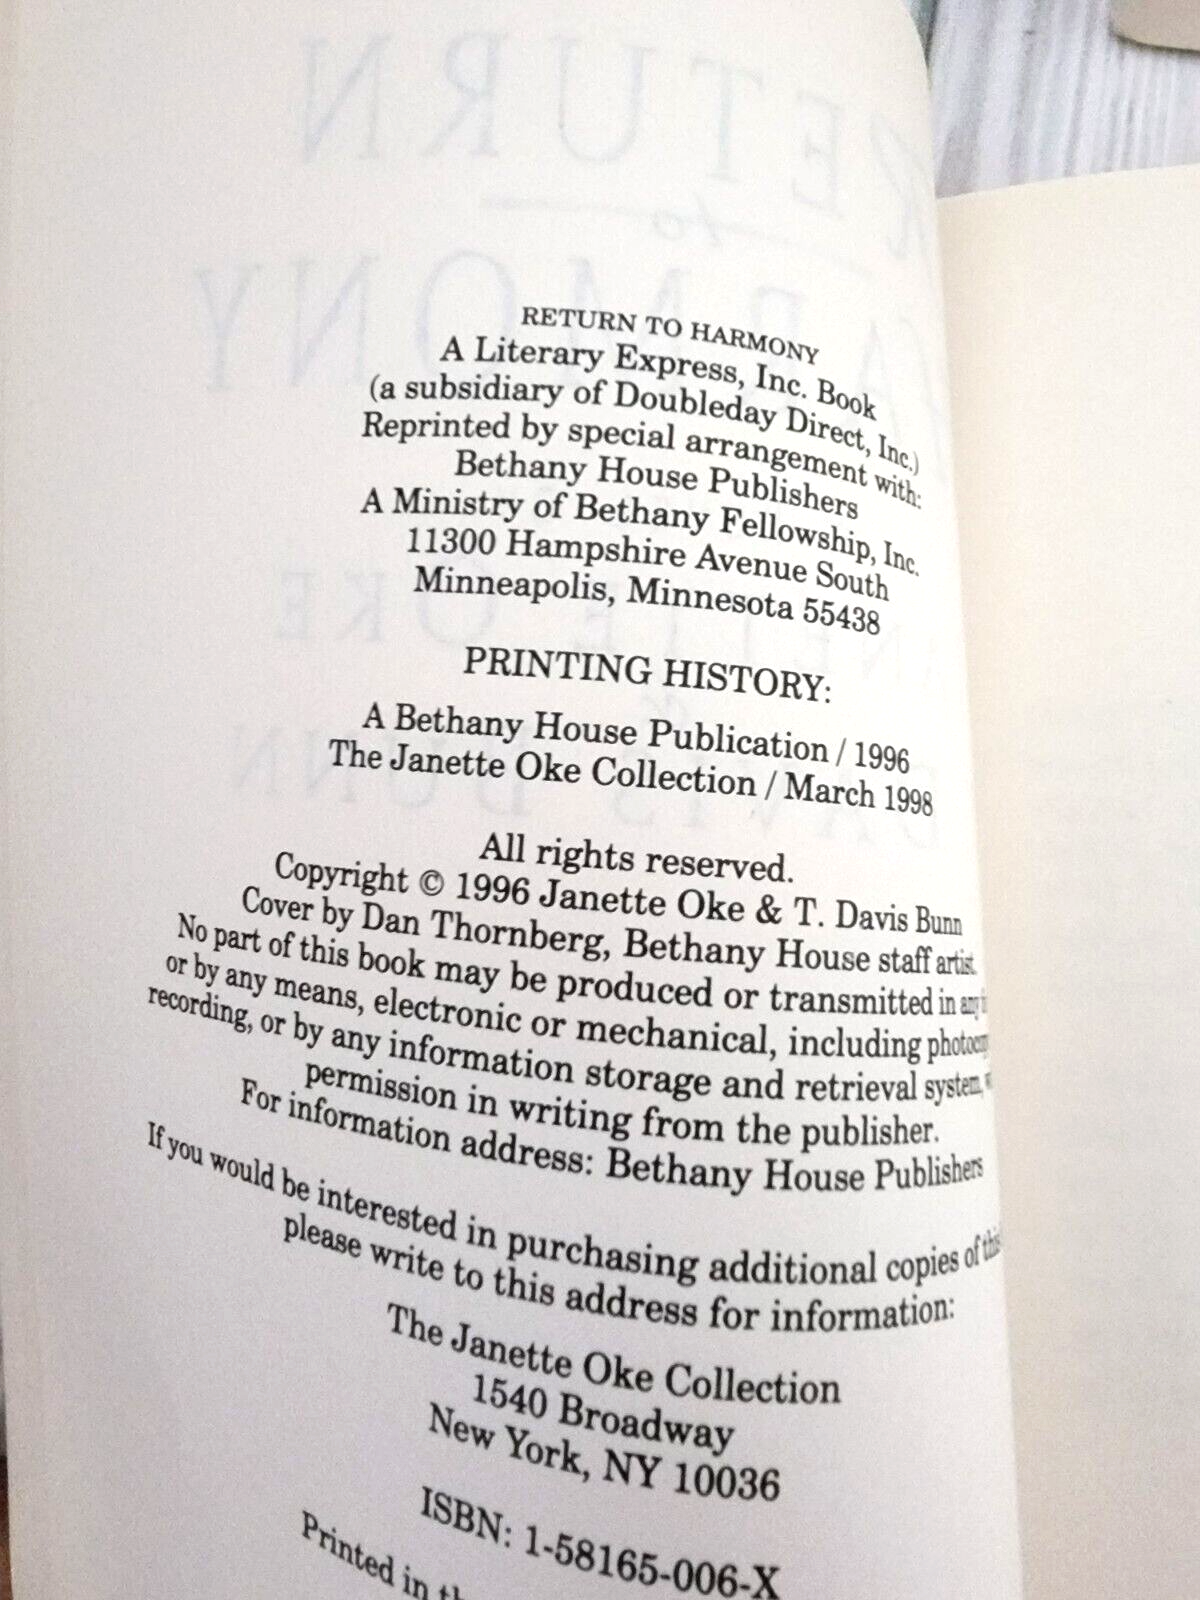 RETURN TO HARMONY
A Literary Express, Inc. Book
(a subsidiary of Doubleday Direct, Inc.)
Reprinted by special arrangement with:
Bethany House Publishers
A Ministry of Bethany Fellowship, Inc.
11300 Hampshire Avenue South
Minneapolis, Minnesota 55438
PRINTING HISTORY:
A Bethany House Publication / 1996
The Janette Oke Collection / March 1998
All rights reserved.
Copyright © 1996 Janette Oke & T. Davis Bunn
Cover by Dan Thornberg, Bethany House staff artist.
No part of this book may be produced or transmitted in any
or by any means, electronic or mechanical, including
recording, or by any information storage and retrieval system,
permission in writing from the publisher.
For information address: Bethany House Publishers
If you would be interested in purchasing additional copies of this
please write to this address for information:
The Janette Oke Collection
1540 Broadway
New York, NY 10036
ISBN: 1-58165-006-X
Printed in